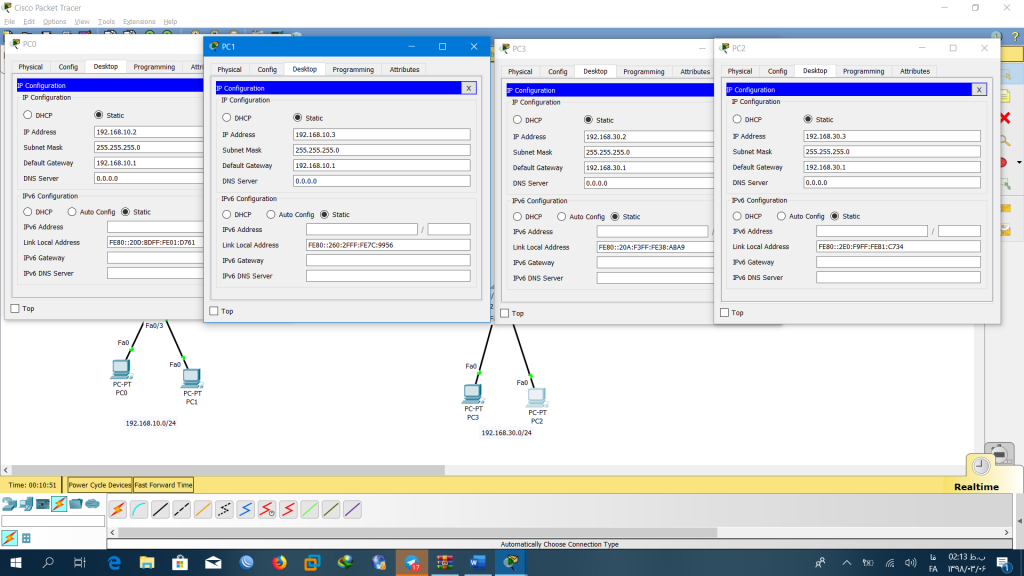 Cisco Packet Tracer
File Edit Options View Tools Extensions Help
PC0
Physical Config Desktop Programming
IP Configuration
IP Configuration
DHCP Static
IP Address 192.168.10.2
Subnet Mask 255.255.255.0
Default Gateway 192.168.10.1
DNS Server 0.0.0.0
IPv6 Configuration
DHCP Auto Config Static
IPv6 Address
Link Local Address FE80::20D:BDFF:FE01:D761
IPv6 Gateway
IPv6 DNS Server
Top
PC1
Physical Config Desktop Programming Attributes
IP Configuration X
IP Configuration
DHCP Static
IP Address 192.168.10.3
Subnet Mask 255.255.255.0
Default Gateway 192.168.10.1
DNS Server 0.0.0.0
IPv6 Configuration
DHCP Auto Config Static
IPv6 Address /
Link Local Address FE80::260:2FFF:FE7C:9956
IPv6 Gateway
IPv6 DNS Server
Top
PC3
Physical Config Desktop Programming Attributes
IP Configuration
IP Configuration
DHCP Static
IP Address 192.168.30.2
Subnet Mask 255.255.255.0
Default Gateway 192.168.30.1
DNS Server 0.0.0.0
IPv6 Configuration
DHCP Auto Config Static
IPv6 Address
Link Local Address FE80::20A:F3FF:FE38:ABA9
IPv6 Gateway
IPv6 DNS Server
Top
PC2
Physical Config Desktop Programming Attributes
IP Configuration X
IP Configuration
DHCP Static
IP Address 192.168.30.3
Subnet Mask 255.255.255.0
Default Gateway 192.168.30.1
DNS Server 0.0.0.0
IPv6 Configuration
DHCP Auto Config Static
IPv6 Address /
Link Local Address FE80::2E0:F9FF:FEB1:C734
IPv6 Gateway
IPv6 DNS Server
Top
Fa0/3
Fa0
Fa0
PC-PT
PC0
PC-PT
PC1
192.168.10.0/24
Fa0
Fa0
PC-PT
PC3
PC-PT
PC2
192.168.30.0/24
Time: 00:10:51 Power Cycle Devices Fast Forward Time
Realtime
Automatically Choose Connection Type
فا
FA
02:13 ب.ظ
۱۳۹۸/۰۳/۰۶